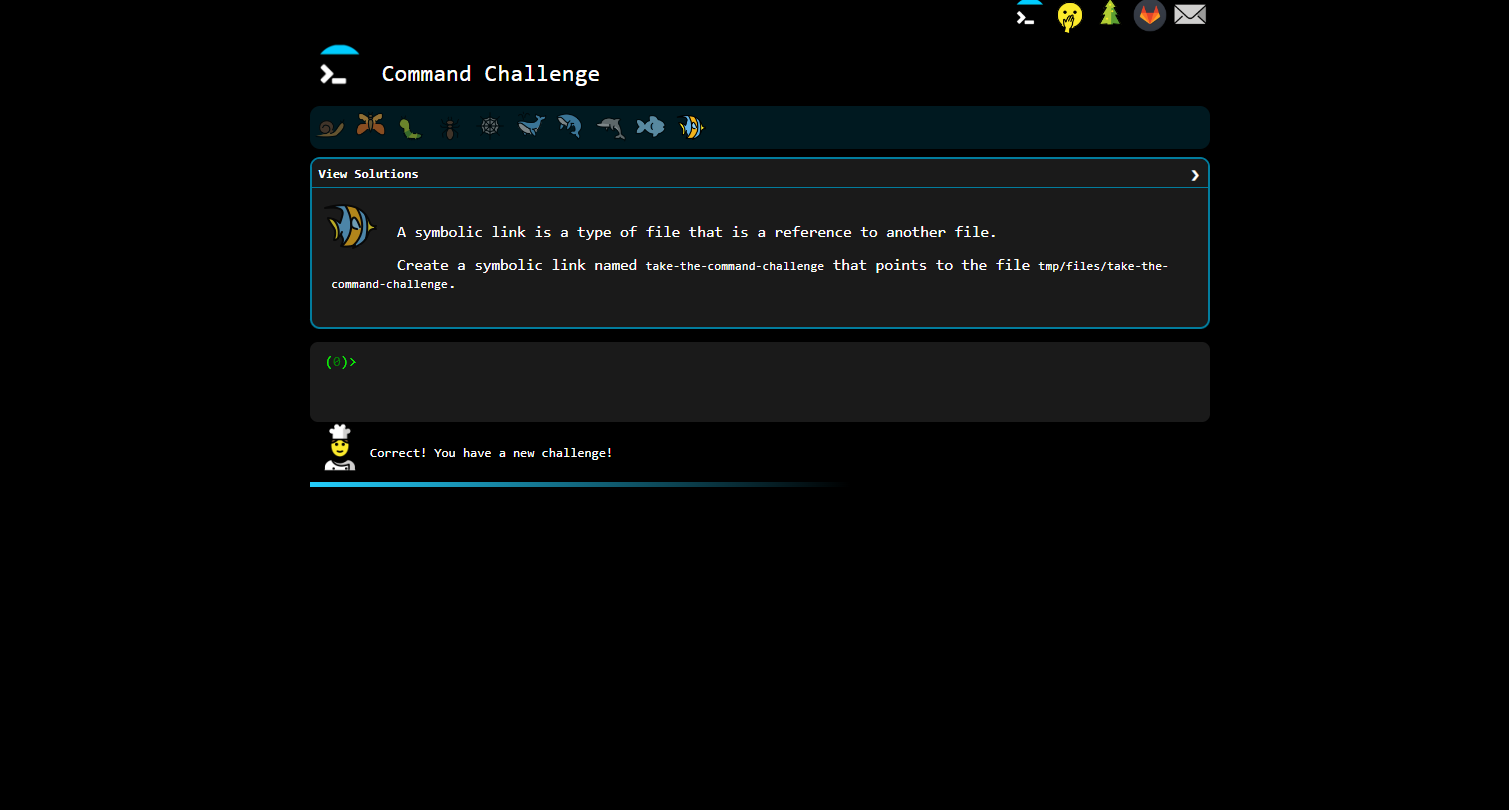 Command Challenge
View Solutions
A symbolic link is a type of file that is a reference to another file.
Create a symbolic link named take-the-command-challenge that points to the file tmp/files/take-the-
command-challenge.
(0)>
Correct! You have a new challenge!